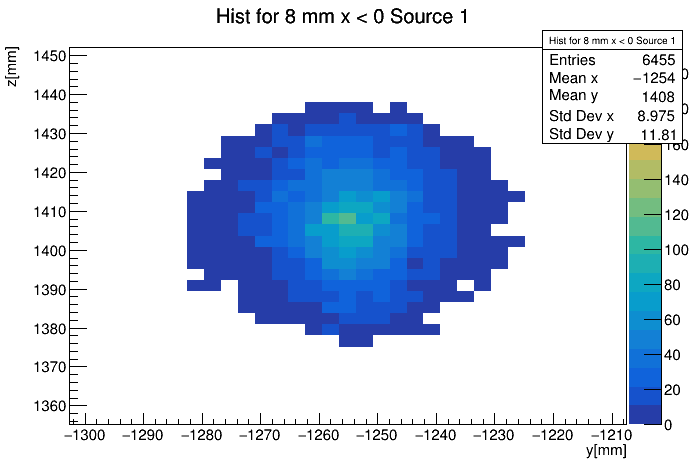 Hist for 8 mm x < 0 Source 1
Hist for 8 mm x < 0 Source 1
Entries 6455
Mean x −1254
Mean y 1408
Std Dev x 8.975
Std Dev y 11.81
z[mm]
1450
1440
1430
1420
1410
1400
1390
1380
1370
1360
−1300 −1290 −1280 −1270 −1260 −1250 −1240 −1230 −1220 −1210
y[mm]
160
140
120
100
80
60
40
20
0